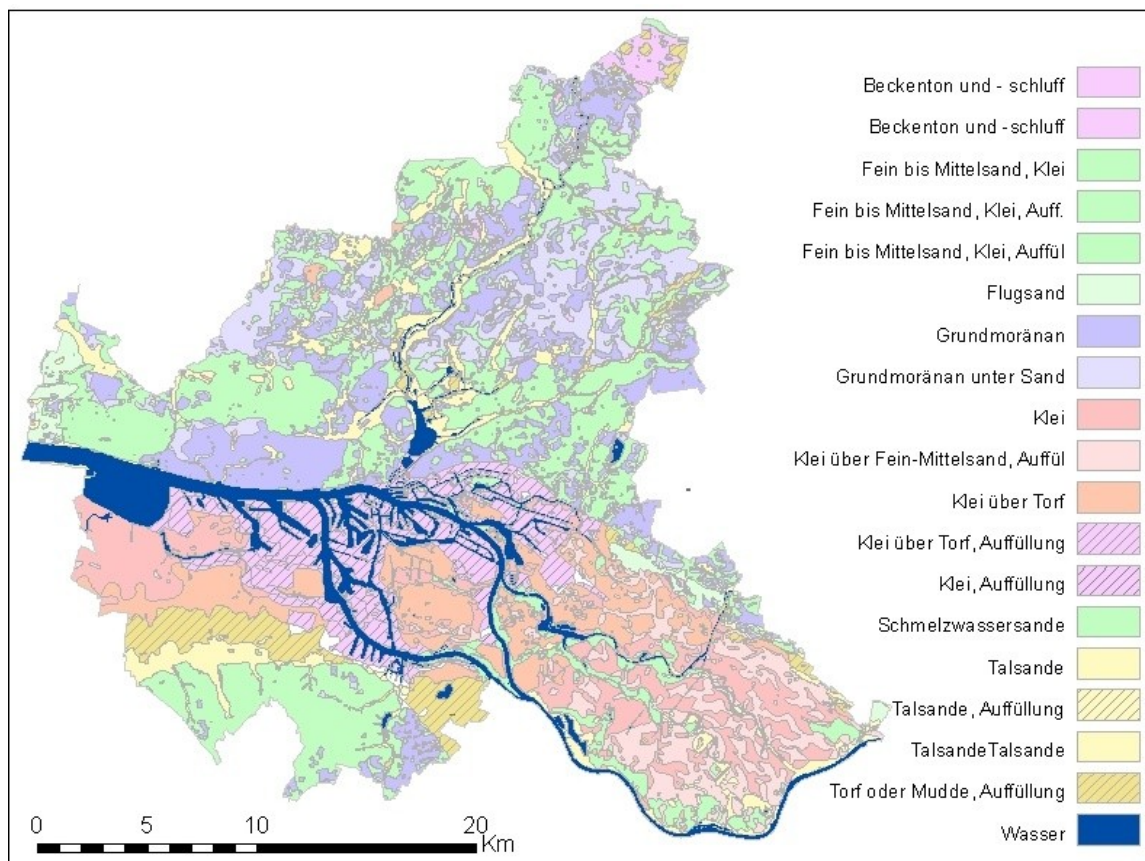 Beckenton und - schluff
Beckenton und -schluff
Fein bis Mittelsand, Klei
Fein bis Mittelsand, Klei, Auff.
Fein bis Mittelsand, Klei, Auffül
Flugsand
Grundmoränan
Grundmoränan unter Sand
Klei
Klei über Fein-Mittelsand, Auffül
Klei über Torf
Klei über Torf, Auffüllung
Klei, Auffüllung
Schmelzwassersande
Talsande
Talsande, Auffüllung
TalsandeTalsande
Torf oder Mudde, Auffüllung
Wasser
0 5 10 20
Km